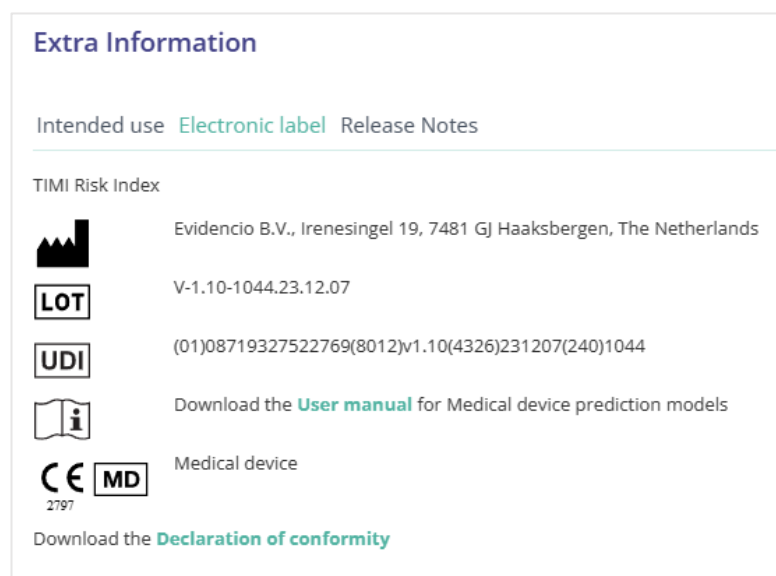 Extra Information
Intended use Electronic label Release Notes
TIMI Risk Index
Evidencio B.V., Irenesingel 19, 7481 GJ Haaksbergen, The Netherlands
LOT V-1.10-1044.23.12.07
UDI (01)08719327522769(8012)v1.10(4326)231207(240)1044
i Download the User manual for Medical device prediction models
CE MD Medical device
2797
Download the Declaration of conformity